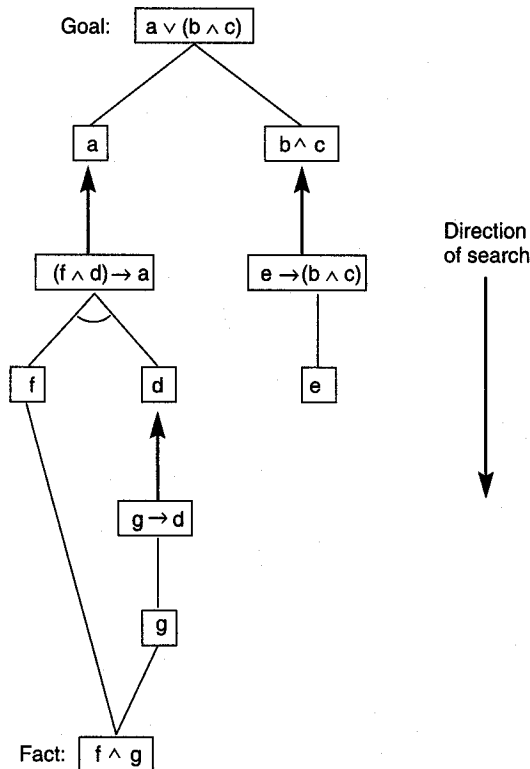 Goal: a ∨ (b ∧ c)
a
b ∧ c
Direction
of search
(f ∧ d) → a
e → (b ∧ c)
f
d
e
g → d
g
Fact: f ∧ g